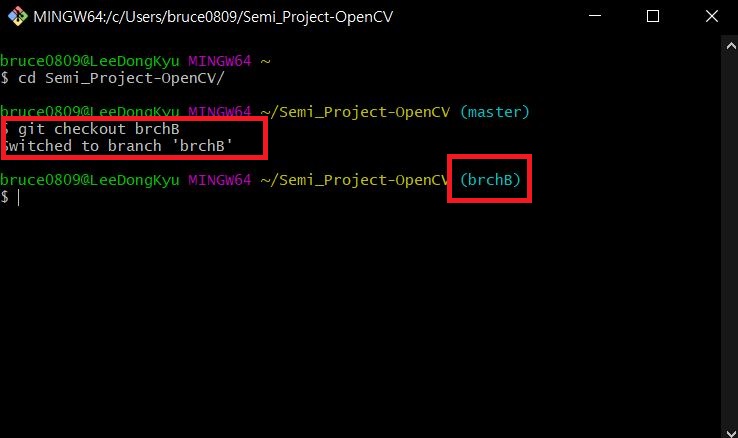 MINGW64:/c/Users/bruce0809/Semi_Project-OpenCV
bruce0809@LeeDongKyu MINGW64 ~
$ cd Semi_Project-OpenCV/
bruce0809@LeeDongKyu MINGW64 ~/Semi_Project-OpenCV (master)
$ git checkout brchB
Switched to branch 'brchB'
bruce0809@LeeDongKyu MINGW64 ~/Semi_Project-OpenCV (brchB)
$